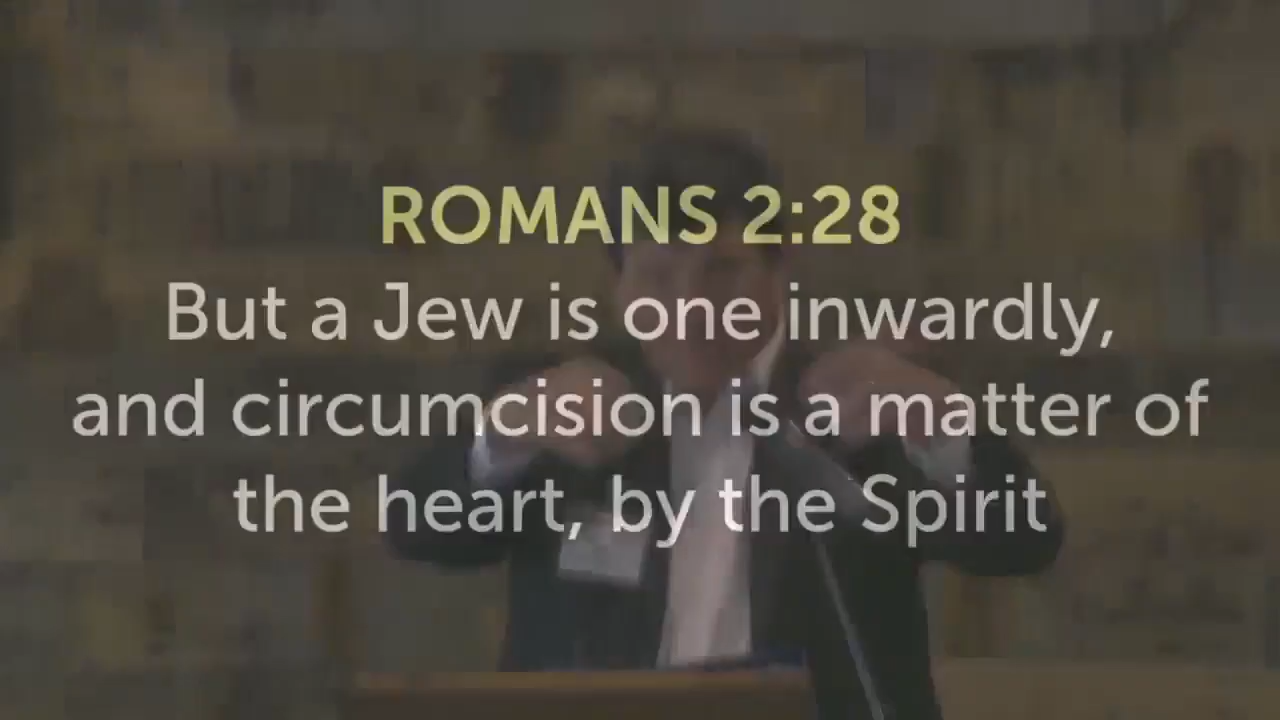 ROMANS 2:28
But a Jew is one inwardly,
and circumcision is a matter of
the heart, by the Spirit